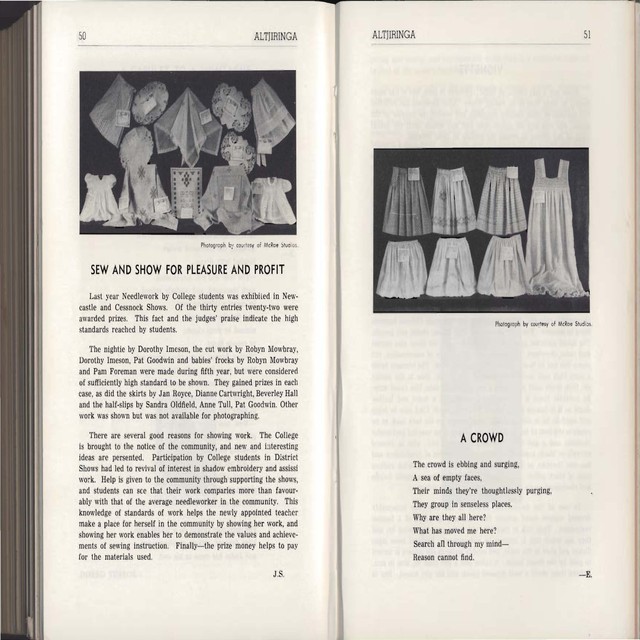 50 ALTJIRINGA
Photograph by courtesy of McRae Studios.
SEW AND SHOW FOR PLEASURE AND PROFIT
Last year Needlework by College students was exhibited in New-
castle and Cessnock Shows. Of the thirty entries twenty-two were
awarded prizes. This fact and the judges' praise indicate the high
standards reached by students.
The nightie by Dorothy Imeson, the cut work by Robyn Mowbray,
Dorothy Imeson, Pat Goodwin and babies' frocks by Robyn Mowbray
and Pam Foreman were made during fifth year, but were considered
of sufficiently high standard to be shown. They gained prizes in each
case, as did the skirts by Jan Royce, Dianne Cartwright, Beverley Hall
and the half-slips by Sandra Oldfield, Anne Tull, Pat Goodwin. Other
work was shown but was not available for photographing.
There are several good reasons for showing work. The College
is brought to the notice of the community, and new and interesting
ideas are presented. Participation by College students in District
Shows had led to revival of interest in shadow embroidery and assissi
work. Help is given to the community through supporting the shows,
and students can see that their work compares more than favour-
ably with that of the average needleworker in the community. This
knowledge of standards of work helps the newly appointed teacher
make a place for herself in the community by showing her work, and
showing her work enables her to demonstrate the values and achieve-
ments of sewing instruction. Finally—the prize money helps to pay
for the materials used.
J.S.
ALTJIRINGA 51
Photograph by courtesy of McRae Studios.
A CROWD
The crowd is ebbing and surging,
A sea of empty faces,
Their minds they're thoughtlessly purging,
They group in senseless places.
Why are they all here?
What has moved me here?
Search all through my mind—
Reason cannot find.
—E.